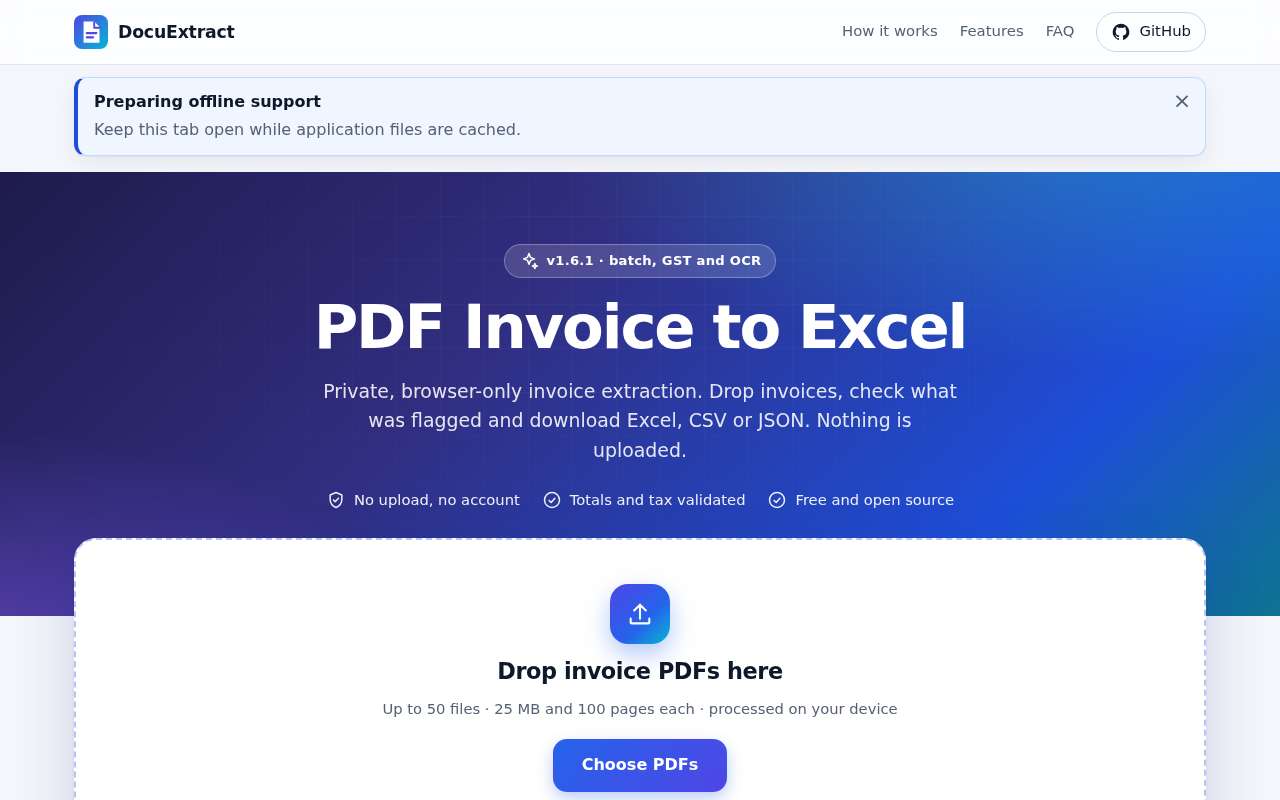 DocuExtract
How it works
Features
FAQ
GitHub
Preparing offline support
Keep this tab open while application files are cached.
v1.6.1 · batch, GST and OCR
PDF Invoice to Excel
Private, browser-only invoice extraction. Drop invoices, check what
was flagged and download Excel, CSV or JSON. Nothing is
uploaded.
No upload, no account
Totals and tax validated
Free and open source
Drop invoice PDFs here
Up to 50 files · 25 MB and 100 pages each · processed on your device
Choose PDFs